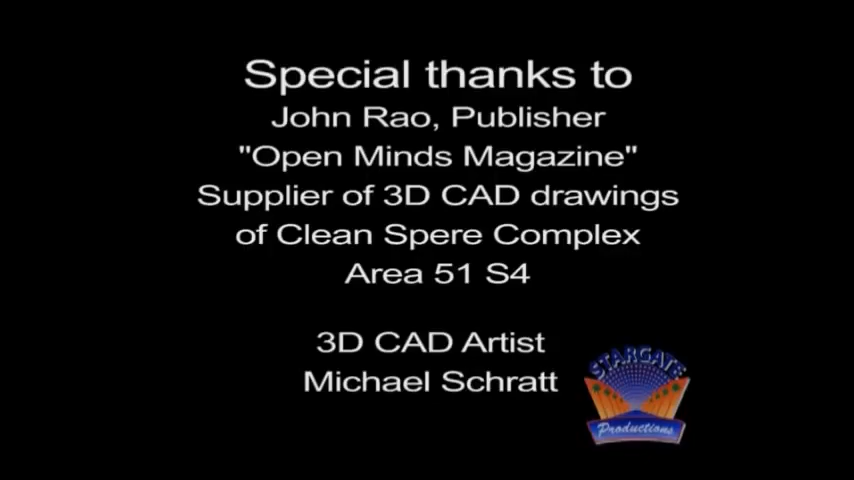 Special thanks to
John Rao, Publisher
"Open Minds Magazine"
Supplier of 3D CAD drawings
of Clean Spere Complex
Area 51 S4
3D CAD Artist
Michael Schratt
STARGATE
Productions